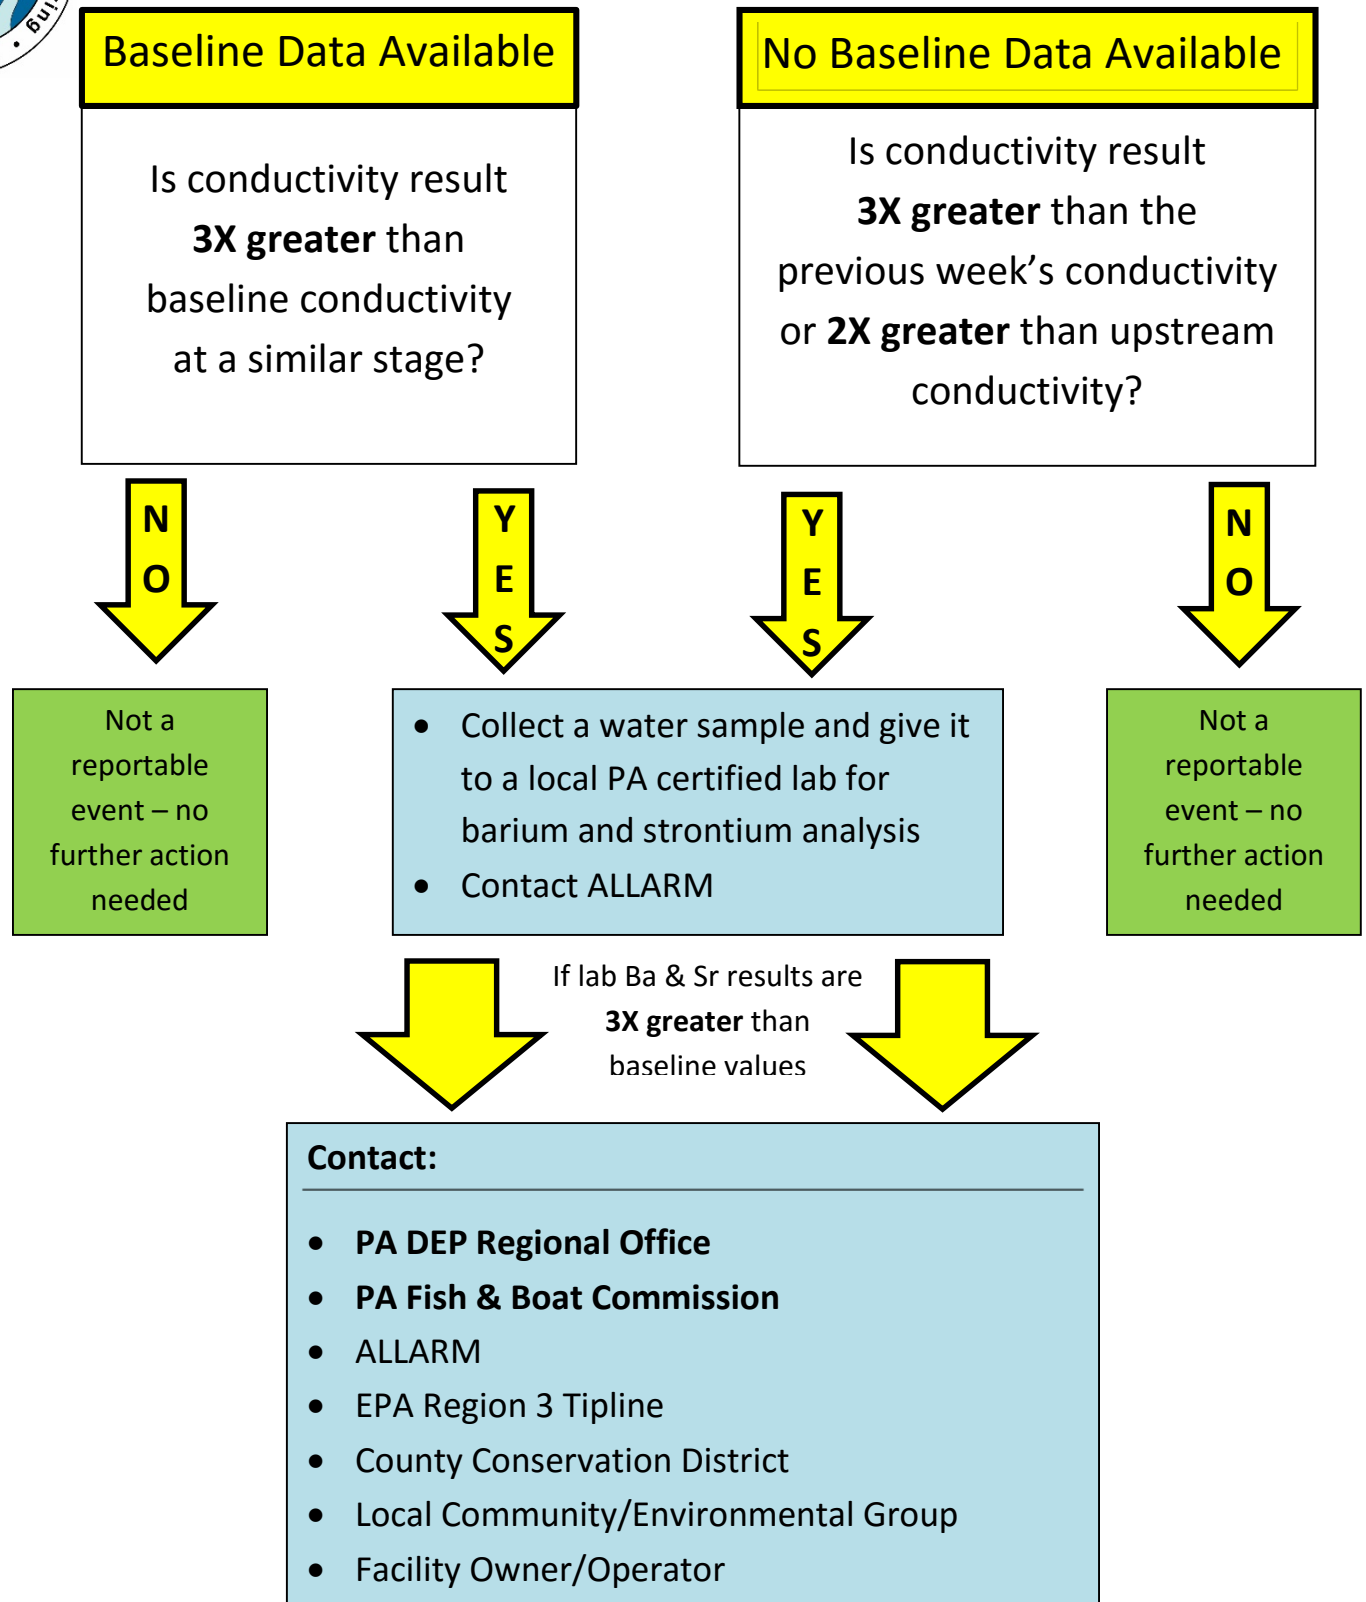 Baseline Data Available
Is conductivity result
3X greater than
baseline conductivity
at a similar stage?
No Baseline Data Available
Is conductivity result
3X greater than the
previous week’s conductivity
or 2X greater than upstream
conductivity?
N
O
Y
E
S
Y
E
S
N
O
Not a
reportable
event – no
further action
needed
• Collect a water sample and give it
to a local PA certified lab for
barium and strontium analysis
• Contact ALLARM
Not a
reportable
event – no
further action
needed
If lab Ba & Sr results are
3X greater than
baseline values
Contact:
• PA DEP Regional Office
• PA Fish & Boat Commission
• ALLARM
• EPA Region 3 Tipline
• County Conservation District
• Local Community/Environmental Group
• Facility Owner/Operator